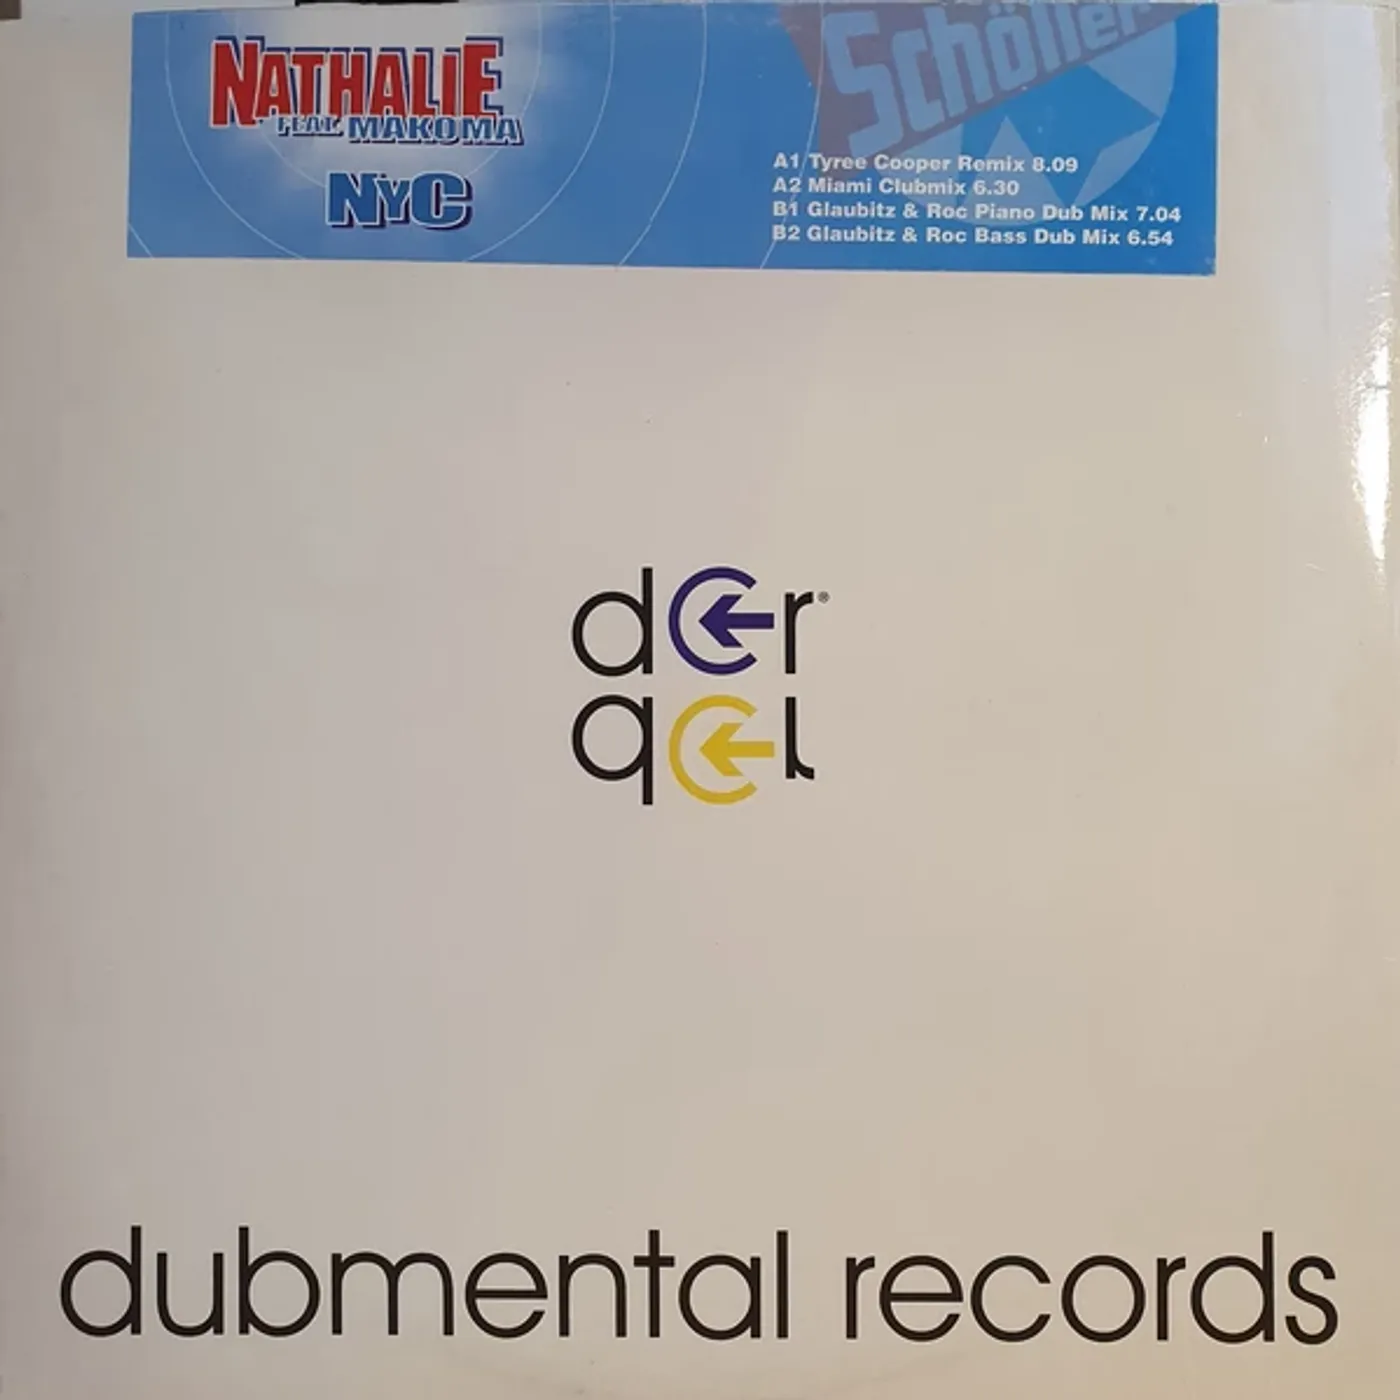 NATHALIE
FEAT. MAKOMA
NYC
Schöller
A1 Tyree Cooper Remix 8.09
A2 Miami Clubmix 6.30
B1 Glaubitz & Roc Piano Dub Mix 7.04
B2 Glaubitz & Roc Bass Dub Mix 6.54
der®
der
dubmental records